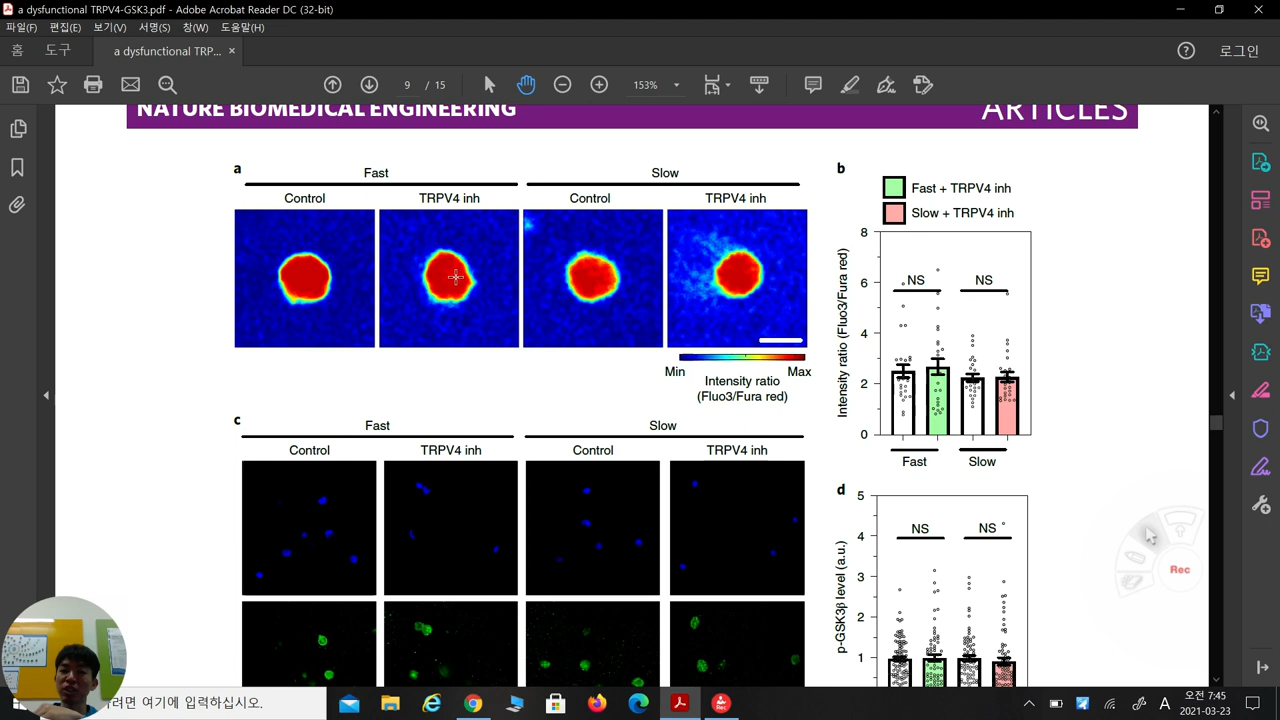 a dysfunctional TRPV4-GSK3.pdf - Adobe Acrobat Reader DC (32-bit)
파일(F) 편집(E) 보기(V) 서명(S) 창(W) 도움말(H)
홈 도구 a dysfunctional TRP... × 로그인
9 / 15 153%
NATURE BIOMEDICAL ENGINEERING ARTICLES
a
Fast Slow
Control TRPV4 inh Control TRPV4 inh
Min Max
Intensity ratio
(Fluo3/Fura red)
b
Fast + TRPV4 inh
Slow + TRPV4 inh
Intensity ratio (Fluo3/Fura red)
8
6
4
2
0
NS NS
Fast Slow
c
Fast Slow
Control TRPV4 inh Control TRPV4 inh
d
p-GSK3β level (a.u.)
5
4
3
2
1
NS NS
Rec
려면 여기에 입력하십시오.
Rec
A
오전 7:45
2021-03-23